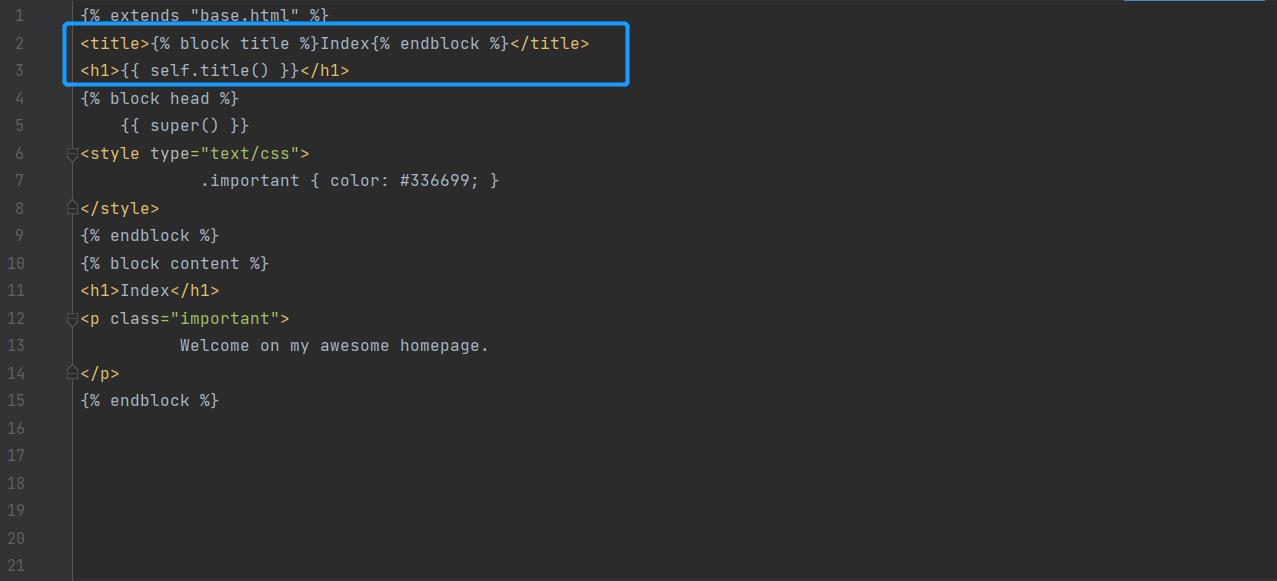 1 {% extends "base.html" %}
2 <title>{% block title %}Index{% endblock %}</title>
3 <h1>{{ self.title() }}</h1>
4 {% block head %}
5     {{ super() }}
6 <style type="text/css">
7             .important { color: #336699; }
8 </style>
9 {% endblock %}
10 {% block content %}
11 <h1>Index</h1>
12 <p class="important">
13           Welcome on my awesome homepage.
14 </p>
15 {% endblock %}
16
17
18
19
20
21